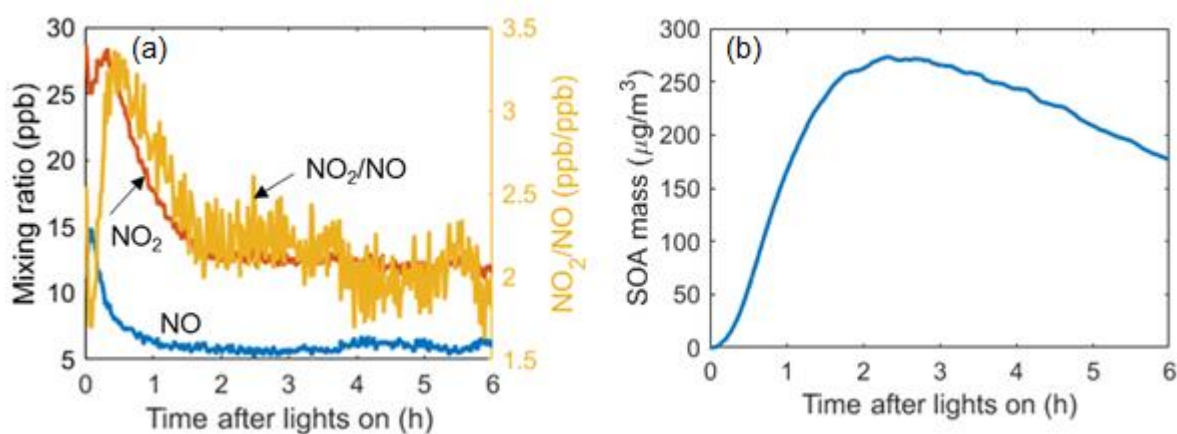 (a)
Mixing ratio (ppb)
30
25
20
15
10
5
NO₂/NO
NO₂
NO
3.5
3
2.5
2
1.5
NO₂/NO (ppb/ppb)
0 1 2 3 4 5 6
Time after lights on (h)
(b)
SOA mass (μg/m³)
300
250
200
150
100
50
0
0 1 2 3 4 5 6
Time after lights on (h)